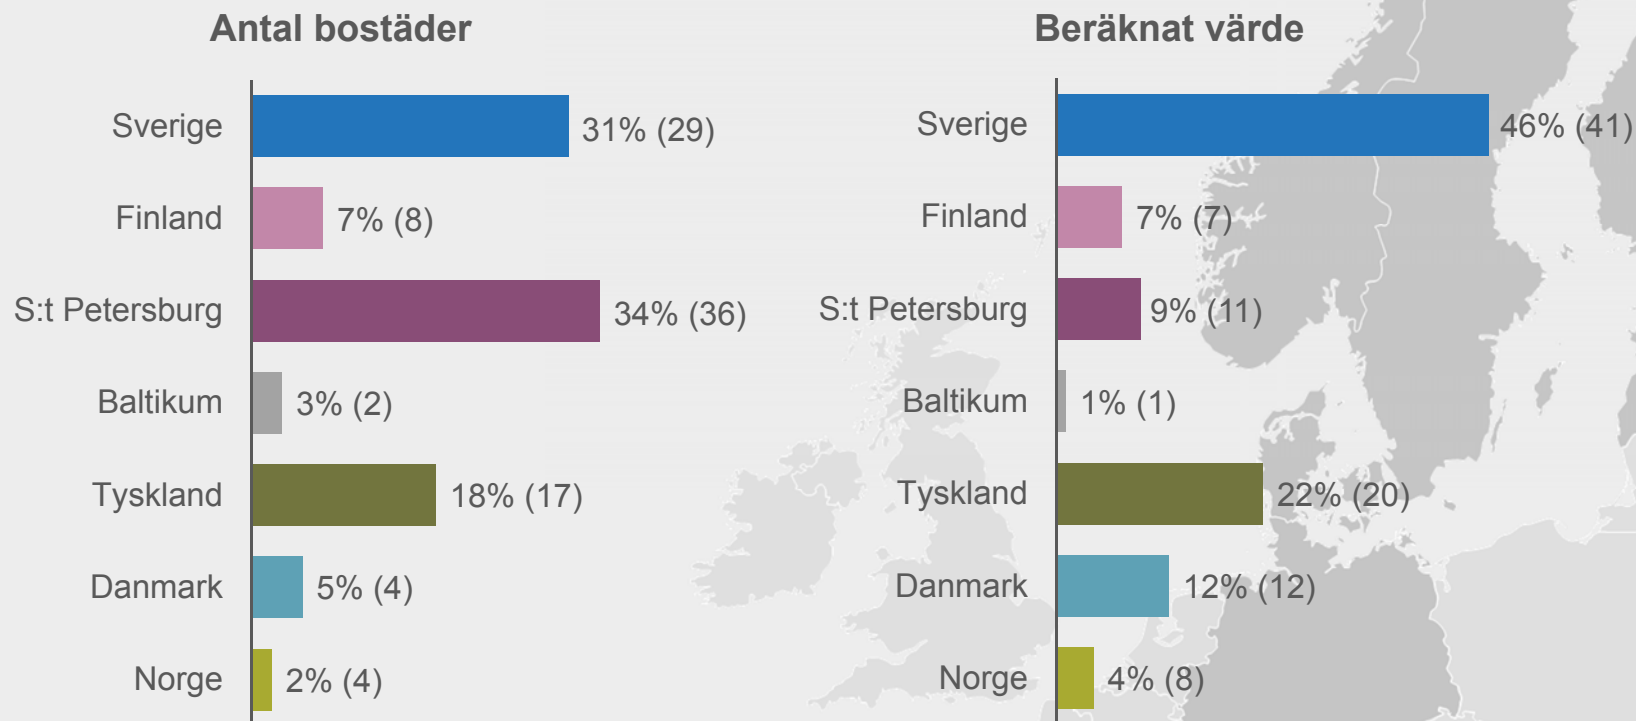 Antal bostäder
Sverige 31% (29)
Finland 7% (8)
S:t Petersburg 34% (36)
Baltikum 3% (2)
Tyskland 18% (17)
Danmark 5% (4)
Norge 2% (4)
Beräknat värde
Sverige 46% (41)
Finland 7% (7)
S:t Petersburg 9% (11)
Baltikum 1% (1)
Tyskland 22% (20)
Danmark 12% (12)
Norge 4% (8)